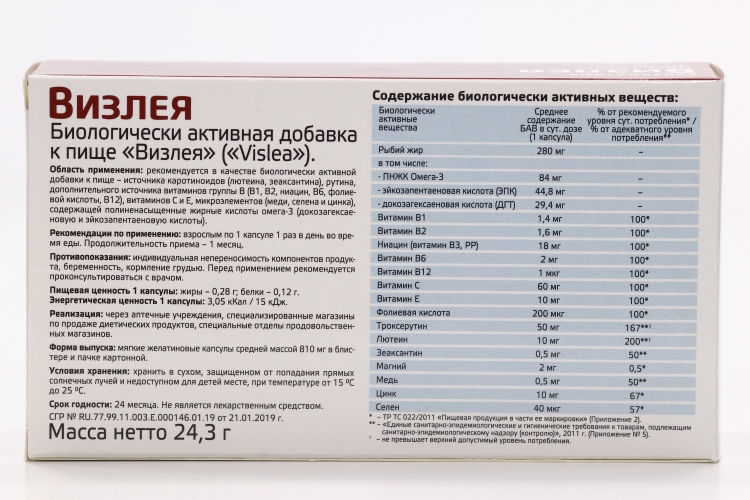 Визлея
Биологически активная добавка
к пище «Визлея» («Vislea»).
Область применения: рекомендуется в качестве биологически активной
добавки к пище – источника каротиноидов (лютеина, зеаксантина), рутина,
дополнительного источника витаминов группы В (В1, В2, ниацин, В6, фолие-
вой кислоты, В12), витаминов С и Е, микроэлементов (меди, селена и цинка),
содержащей полиненасыщенные жирные кислоты омега-3 (докозагексае-
новую и эйкозапентаеновую кислоты).
Рекомендации по применению: взрослым по 1 капсуле 1 раз в день во вре-
мя еды. Продолжительность приема – 1 месяц.
Противопоказания: индивидуальная непереносимость компонентов продук-
та, беременность, кормление грудью. Перед применением рекомендуется
проконсультироваться с врачом.
Пищевая ценность 1 капсулы: жиры – 0,28 г; белки – 0,12 г.
Энергетическая ценность 1 капсулы: 3,05 кКал / 15 кДж.
Реализация: через аптечные учреждения, специализированные магазины
по продаже диетических продуктов, специальные отделы продовольствен-
ных магазинов.
Форма выпуска: мягкие желатиновые капсулы средней массой 810 мг в блис-
тере и пачке картонной.
Условия хранения: хранить в сухом, защищенном от попадания прямых
солнечных лучей и недоступном для детей месте, при температуре от 15 ºС
до 25 ºС.
Срок годности: 24 месяца. Не является лекарственным средством.
СГР № RU.77.99.11.003.E.000146.01.19 от 21.01.2019 г.
Масса нетто 24,3 г
Содержание биологически активных веществ:
Биологически активные вещества Среднее содержание БАВ в сут. дозе (1 капсула) % от рекомендуемого уровня сут. потребления* / % от адекватного уровня потребления**
Рыбий жир 280 мг –
в том числе:
- ПНЖК Омега-3 84 мг –
- эйкозапентаеновая кислота (ЭПК) 44,8 мг –
- докозагексаеновая кислота (ДГТ) 29,4 мг –
Витамин В1 1,4 мг 100*
Витамин В2 1,6 мг 100*
Ниацин (витамин В3, РР) 18 мг 100*
Витамин В6 2 мг 100*
Витамин В12 1 мкг 100*
Витамин С 60 мг 100*
Витамин Е 10 мг 100*
Фолиевая кислота 200 мкг 100*
Троксерутин 50 мг 167**¹
Лютеин 10 мг 200**¹
Зеаксантин 0,5 мг 50**
Магний 2 мг 0,5*
Медь 0,5 мг 50**
Цинк 10 мг 67*
Селен 40 мкг 57*
* – ТР ТС 022/2011 «Пищевая продукция в части ее маркировки» (Приложение 2).
** – «Единые санитарно-эпидемиологические и гигиенические требования к товарам, подлежащим
санитарно-эпидемиологическому надзору (контролю)», 2011 г. (Приложение № 5).
¹ – не превышает верхний допустимый уровень потребления.